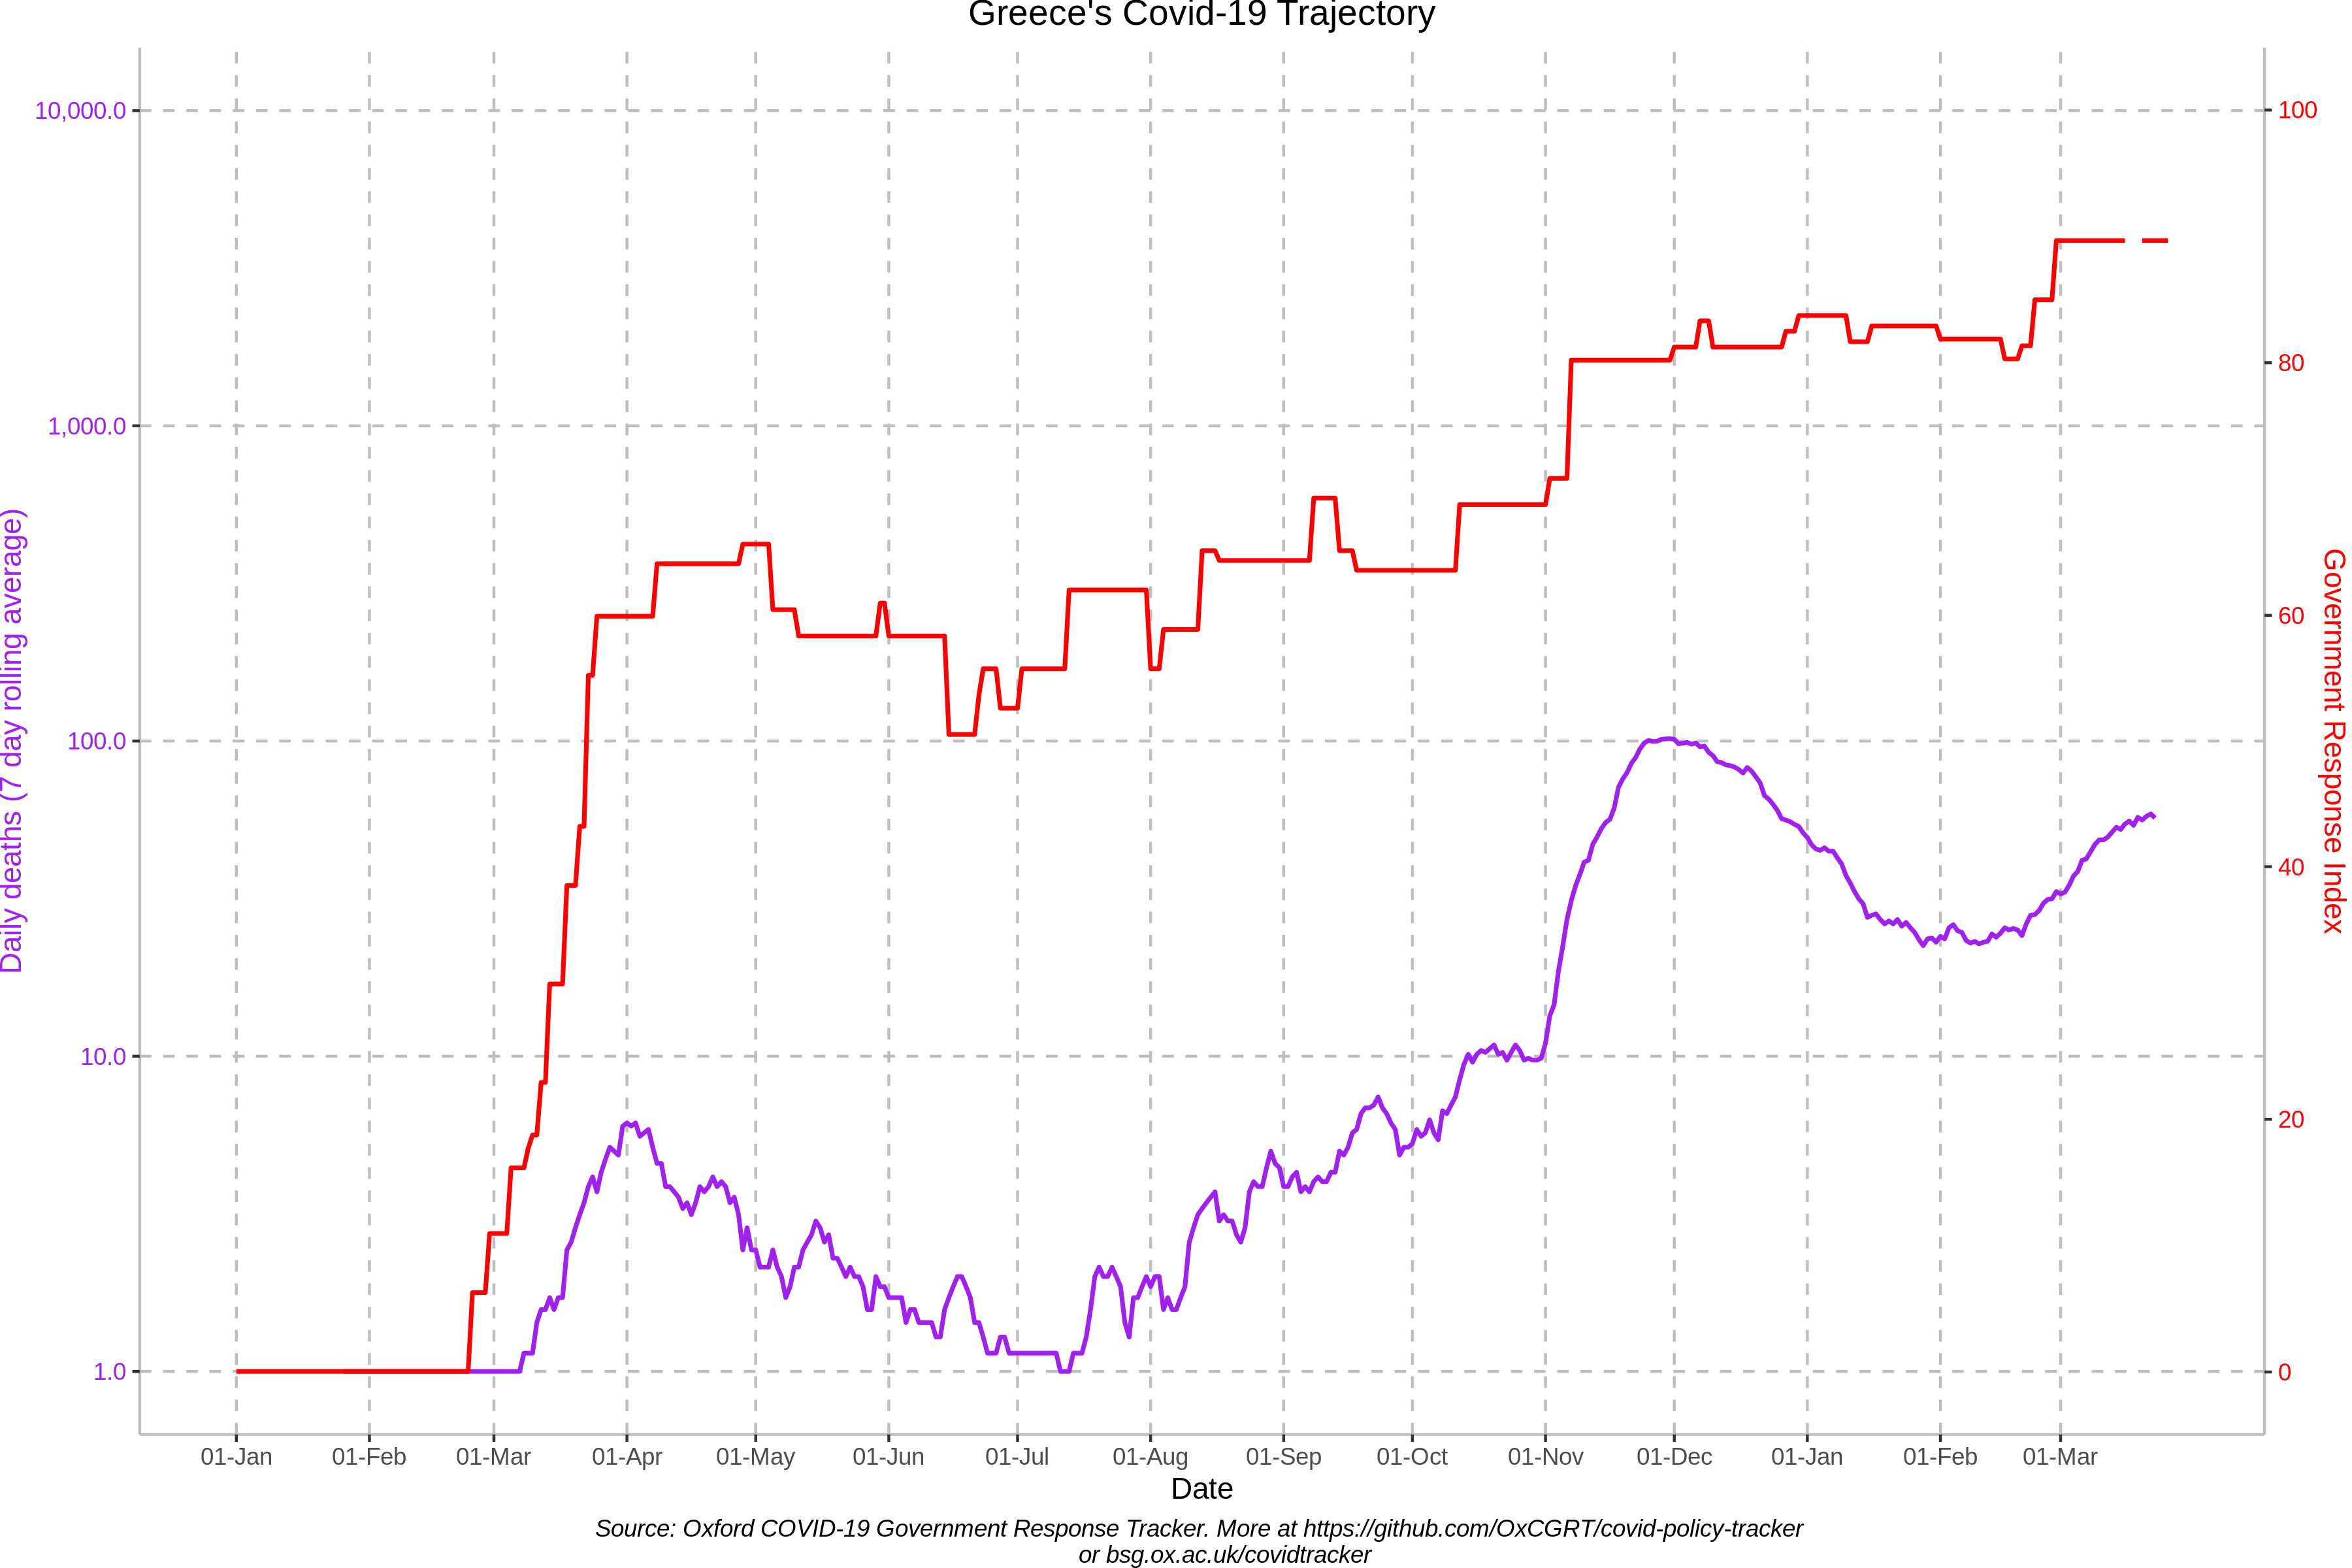 Greece's Covid-19 Trajectory
10,000.0
1,000.0
100.0
10.0
1.0
Daily deaths (7 day rolling average)
100
80
60
40
20
0
Government Response Index
01-Jan 01-Feb 01-Mar 01-Apr 01-May 01-Jun 01-Jul 01-Aug 01-Sep 01-Oct 01-Nov 01-Dec 01-Jan 01-Feb 01-Mar
Date
Source: Oxford COVID-19 Government Response Tracker. More at https://github.com/OxCGRT/covid-policy-tracker
or bsg.ox.ac.uk/covidtracker